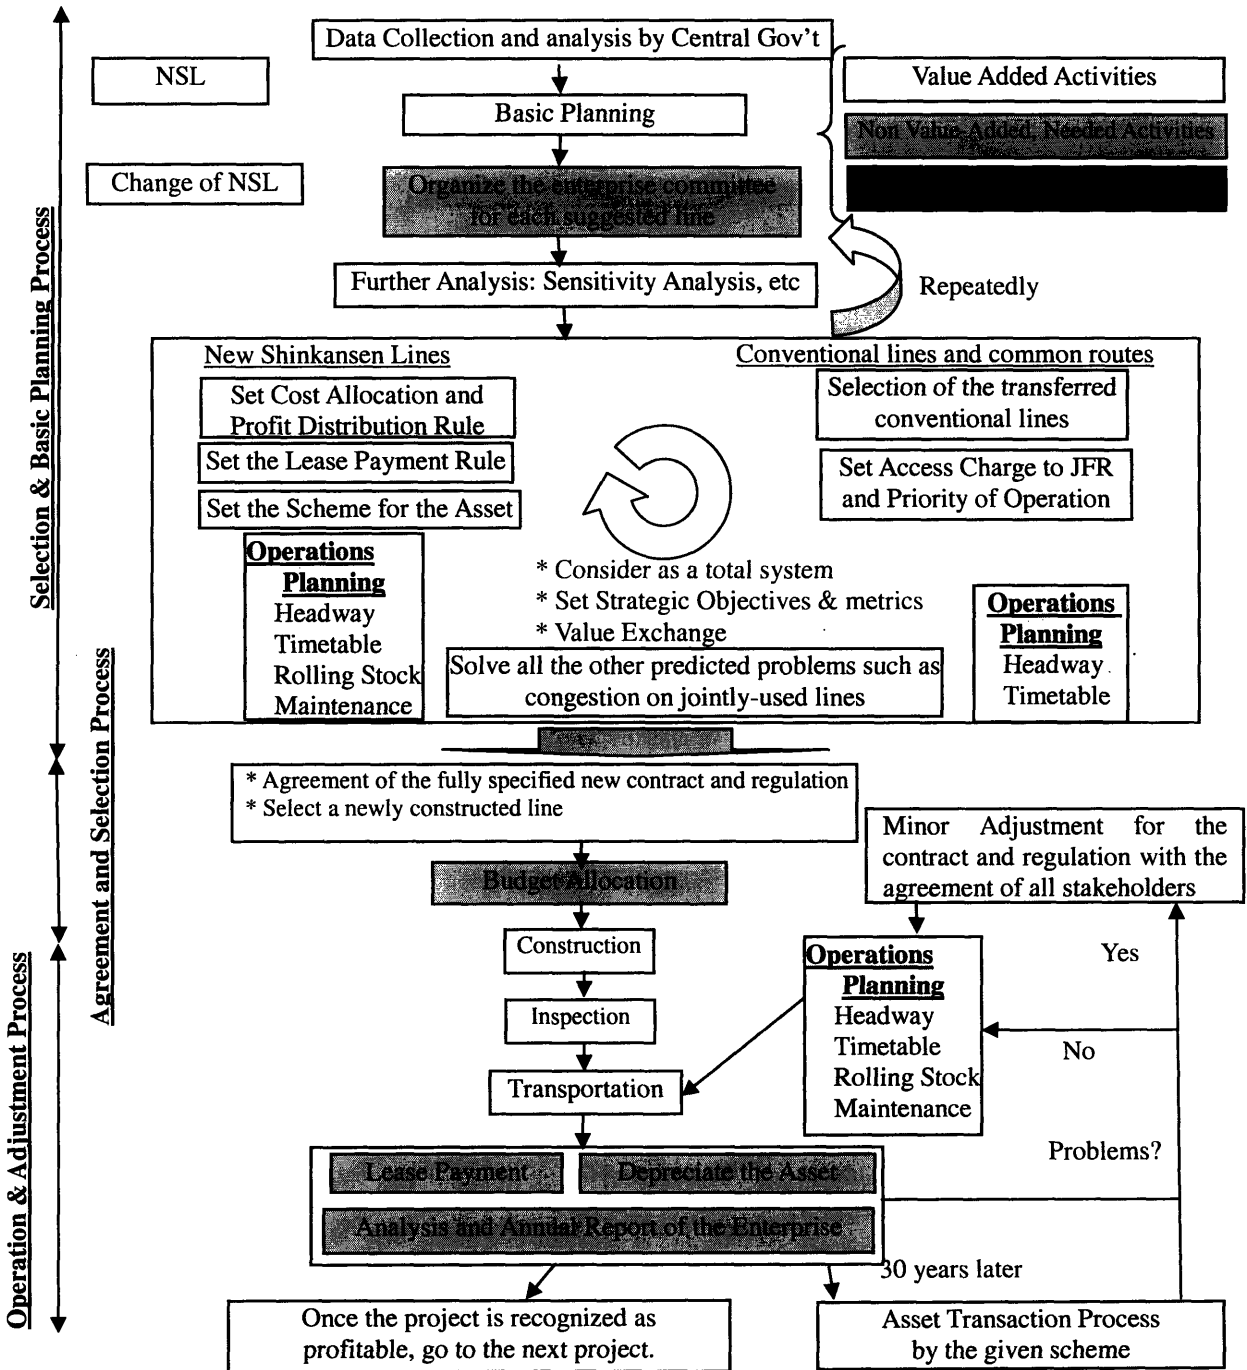 Data Collection and analysis by Central Gov't
NSL
Value Added Activities
Basic Planning
Non Value-Added, Needed Activities
Change of NSL
Organize the enterprise committee
for each suggested line
Further Analysis: Sensitivity Analysis, etc
Repeatedly
Selection & Basic Planning Process
New Shinkansen Lines
Conventional lines and common routes
Set Cost Allocation and
Profit Distribution Rule
Selection of the transferred
conventional lines
Set the Lease Payment Rule
Set Access Charge to JFR
and Priority of Operation
Set the Scheme for the Asset
Operations
Planning
Headway
Timetable
Rolling Stock
Maintenance
* Consider as a total system
* Set Strategic Objectives & metrics
* Value Exchange
Solve all the other predicted problems such as
congestion on jointly-used lines
Operations
Planning
Headway
Timetable
Agreement and Selection Process
* Agreement of the fully specified new contract and regulation
* Select a newly constructed line
Minor Adjustment for the
contract and regulation with the
agreement of all stakeholders
Budget Allocation
Construction
Inspection
Transportation
Operations
Planning
Headway
Timetable
Rolling Stock
Maintenance
Yes
No
Problems?
Operation & Adjustment Process
Lease Payment
Depreciate the Asset
Analysis and Annual Report of the Enterprise
30 years later
Once the project is recognized as
profitable, go to the next project.
Asset Transaction Process
by the given scheme